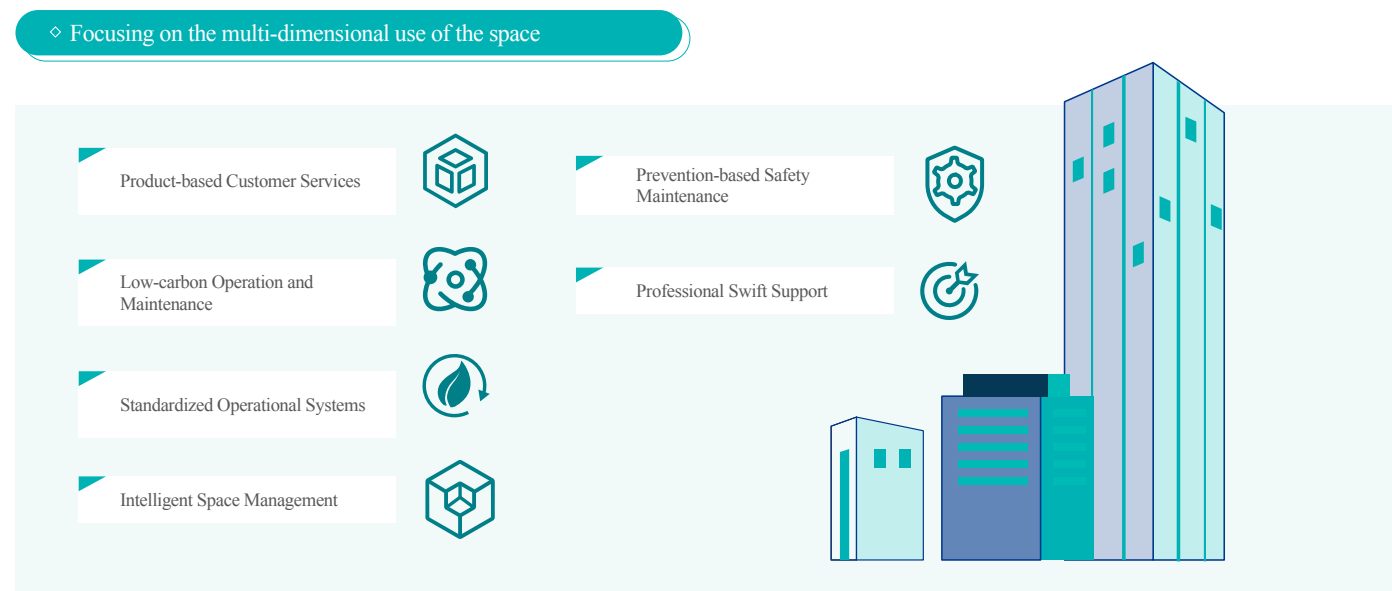 ◇ Focusing on the multi-dimensional use of the space
Product-based Customer Services
Low-carbon Operation and
Maintenance
Standardized Operational Systems
Intelligent Space Management
Prevention-based Safety
Maintenance
Professional Swift Support